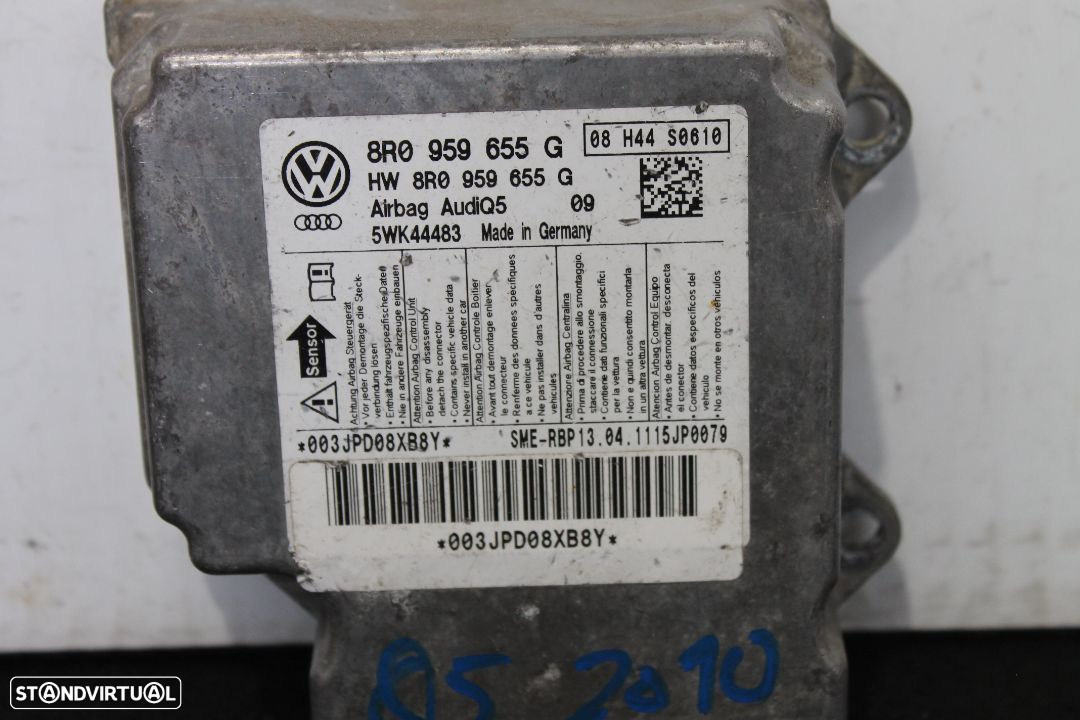 8R0 959 655 G
08 H44 S0610
HW 8R0 959 655 G
Airbag AudiQ5 09
5WK44483 Made in Germany
Sensor
Achtung Airbag Steuergerät
• Vor jeder Demontage die Steck-
verbindung lösen
• Enthält fahrzeugspezifische Daten
• Nie in andere Fahrzeuge einbauen
Attention Airbag Control Unit
• Before any disassembly
detach the connector
• Contains specific vehicle data
• Never install in another car
Attention Airbag Controle Boitier
• Avant tout demontage enlever
le connecteur
• Renferme des donnees spécifiques
a ce vehicule
• Ne pas installer dans d'autres
vehicules
Attenzione Airbag Centralina
• Prima di procedere allo smontaggio.
staccare il connessione
• Contiene dati funzionali specifici
per la vettura
• Non e quindi consentito montarla
in un altra vettura
Atencion Airbag Control Equipo
• Antes de desmontar, desconecta
el conector
• Contiene datos especificos del
vehiculo
• No se monte en otros vehiculos
*003JPD08XB8Y* SME-RBP13.04.1115JP0079
*003JPD08XB8Y*
Q5 2010
STANDVIRTUAL